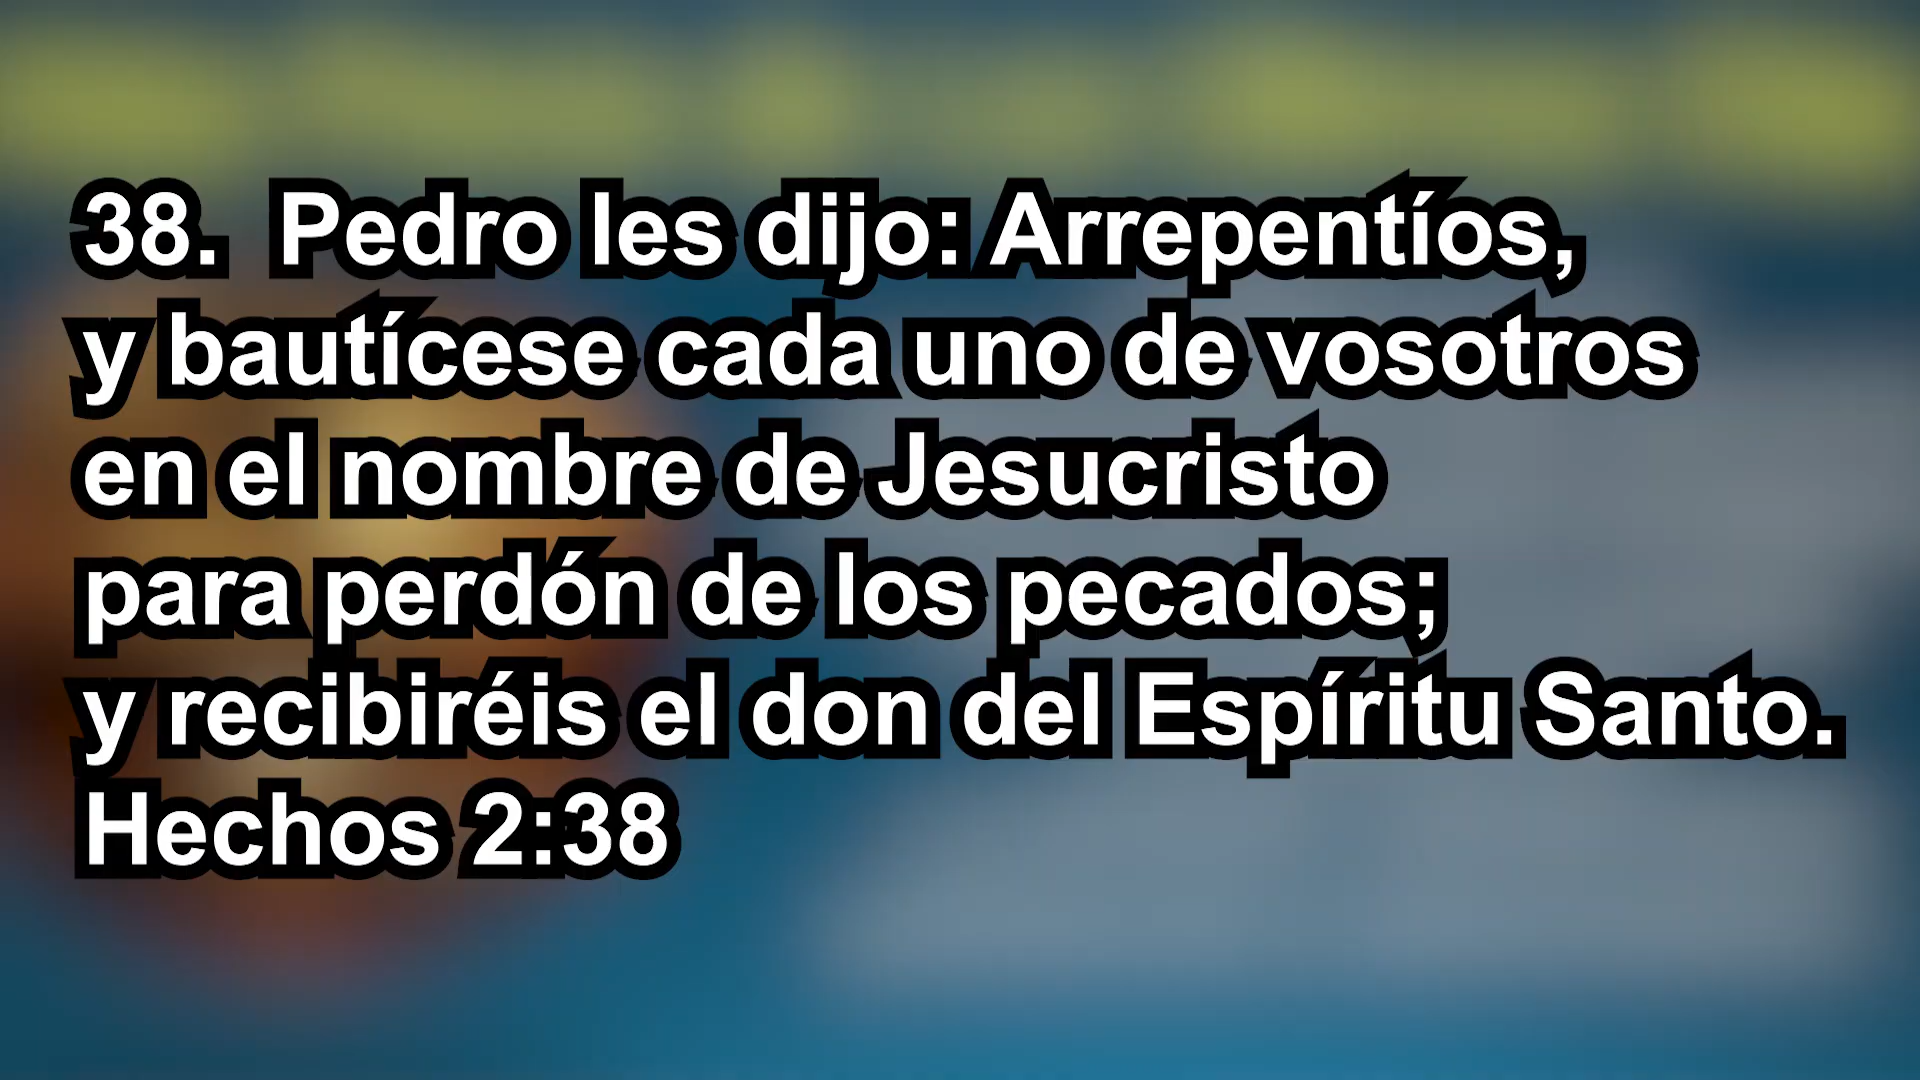 38.  Pedro les dijo: Arrepentíos,
y bautícese cada uno de vosotros
en el nombre de Jesucristo
para perdón de los pecados;
y recibiréis el don del Espíritu Santo.
Hechos 2:38